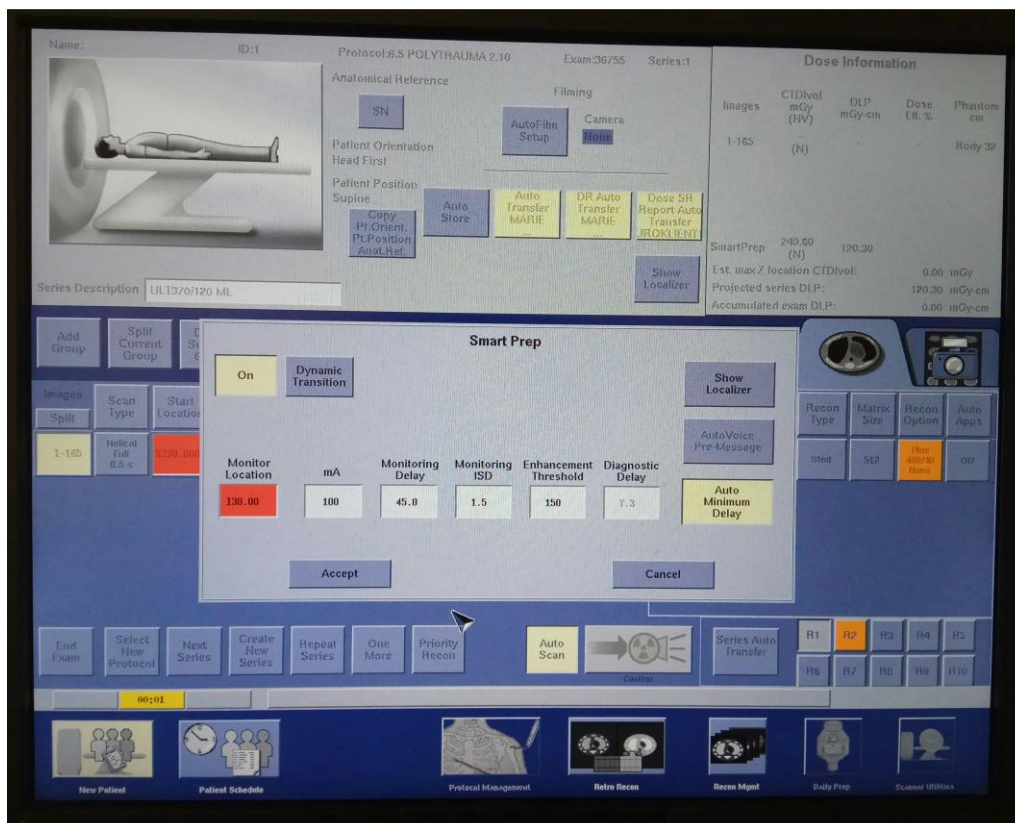 Name: ID:1 Protocol:6.5 POLYTRAUMA 2.10 Exam:36755 Series:1
Anatomical Reference
SN
Filming
AutoFilm
Setup
Camera
None
Patient Orientation
Head First
Patient Position
Supine
Copy
Pt.Orient.
Pt.Position
Anat.Ref.
Auto
Store
Auto
Transfer
MARIE
...
DR Auto
Transfer
MARIE
...
Dose SR
Report Auto
Transfer
Show
Localizer
Series Description ULT370/120 ML
Dose Information
Images CTDIvol mGy (NV) DLP mGy-cm Dose Eff. % Phantom cm
1-165 (N) - - Body 32
SmartPrep 240.60 (N) 120.30
Est. max Z location CTDIvol: 0.00 mGy
Projected series DLP: 120.30 mGy-cm
Accumulated exam DLP: 0.00 mGy-cm
Add
Group
Split
Current
Group
Images
Split
Scan
Type
Start
Location
1-165
Helical
Full
0.5 s
Smart Prep
On
Dynamic
Transition
Show
Localizer
AutoVoice
Pre-Message
Monitor
Location
130.00
mA
100
Monitoring
Delay
45.0
Monitoring
ISD
1.5
Enhancement
Threshold
150
Diagnostic
Delay
7.3
Auto
Minimum
Delay
Accept
Cancel
Recon
Type
Matrix
Size
Recon
Option
Auto
Apps
Stnd
512
Plus
400/40
None
Off
End
Exam
Select
New
Protocol
Next
Series
Create
New
Series
Repeat
Series
One
More
Priority
Recon
Auto
Scan
Confirm
Series Auto
Transfer
R1 R2 R3 R4 R5
R6 R7 R8 R9 R10
00:01
New Patient
Patient Schedule
Protocol Management
Retro Recon
Recon Mgmt
Daily Prep
Scanner Utilities